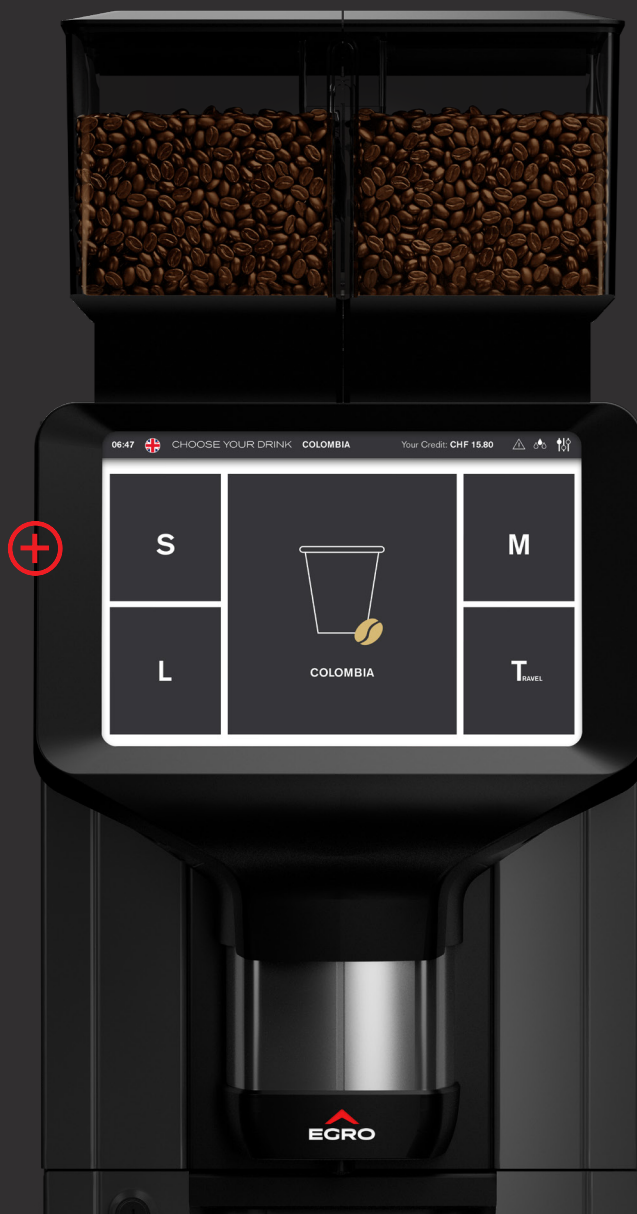 06:47 CHOOSE YOUR DRINK COLOMBIA Your Credit: CHF 15.80
S
M
COLOMBIA
L
TRAVEL
EGRO